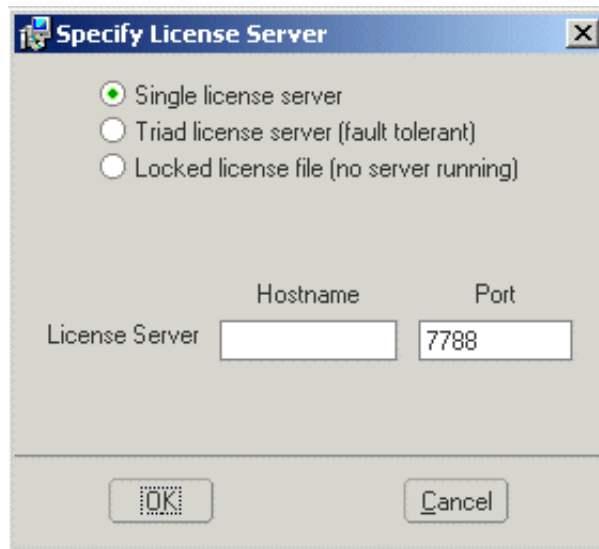 Specify License Server
Single license server
Triad license server (fault tolerant)
Locked license file (no server running)
Hostname Port
License Server 7788
OK Cancel